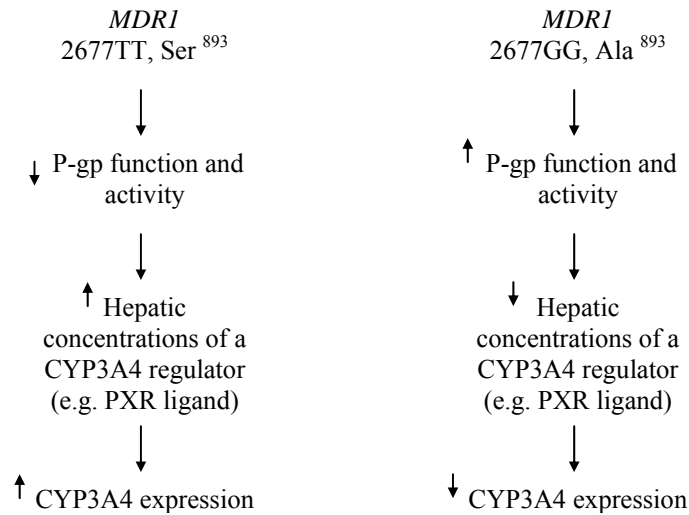 MDR1
2677TT, Ser 893
↓ P-gp function and
activity
↑ Hepatic
concentrations of a
CYP3A4 regulator
(e.g. PXR ligand)
↑ CYP3A4 expression
MDR1
2677GG, Ala 893
↑ P-gp function and
activity
↓ Hepatic
concentrations of a
CYP3A4 regulator
(e.g. PXR ligand)
↓ CYP3A4 expression